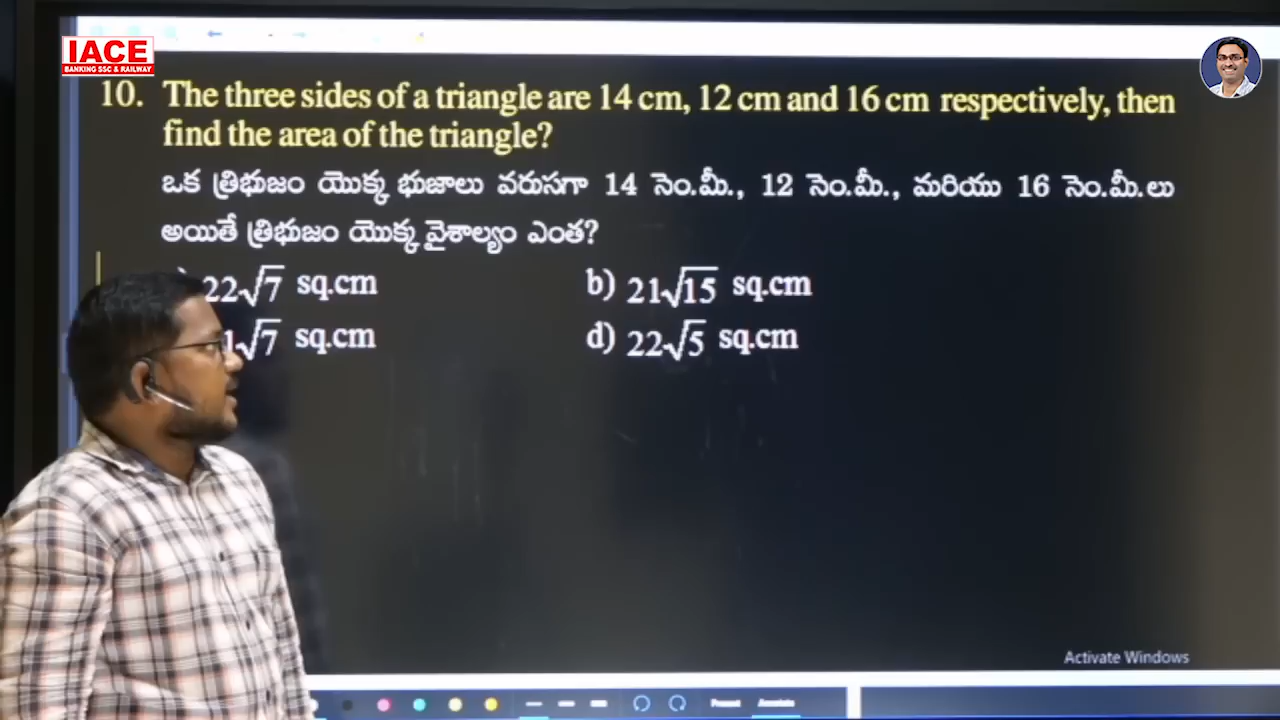 IACE
BANKING SSC & RAILWAY
10. The three sides of a triangle are 14 cm, 12 cm and 16 cm respectively, then
find the area of the triangle?
ఒక త్రిభుజం యొక్క భుజాలు వరుసగా 14 సెం.మీ., 12 సెం.మీ., మరియు 16 సెం.మీ.లు
అయితే త్రిభుజం యొక్క వైశాల్యం ఎంత?
22√7 sq.cm b) 21√15 sq.cm
√7 sq.cm d) 22√5 sq.cm
Activate Windows
Present Annotate